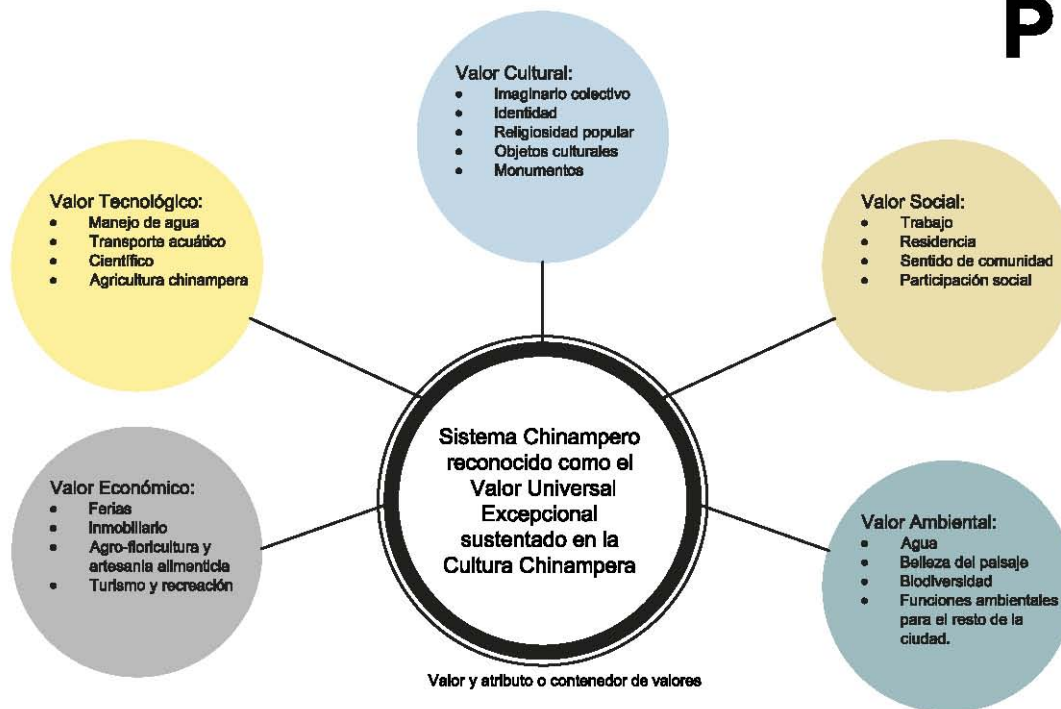 P
Valor Cultural:
• Imaginario colectivo
• Identidad
• Religiosidad popular
• Objetos culturales
• Monumentos
Valor Tecnológico:
• Manejo de agua
• Transporte acuático
• Científico
• Agricultura chinampera
Valor Social:
• Trabajo
• Residencia
• Sentido de comunidad
• Participación social
Sistema Chinampero
reconocido como el
Valor Universal
Excepcional
sustentado en la
Cultura Chinampera
Valor Económico:
• Ferias
• Inmobiliario
• Agro-floricultura y
artesanía alimenticia
• Turismo y recreación
Valor Ambiental:
• Agua
• Belleza del paisaje
• Biodiversidad
• Funciones ambientales
para el resto de la
ciudad.
Valor y atributo o contenedor de valores